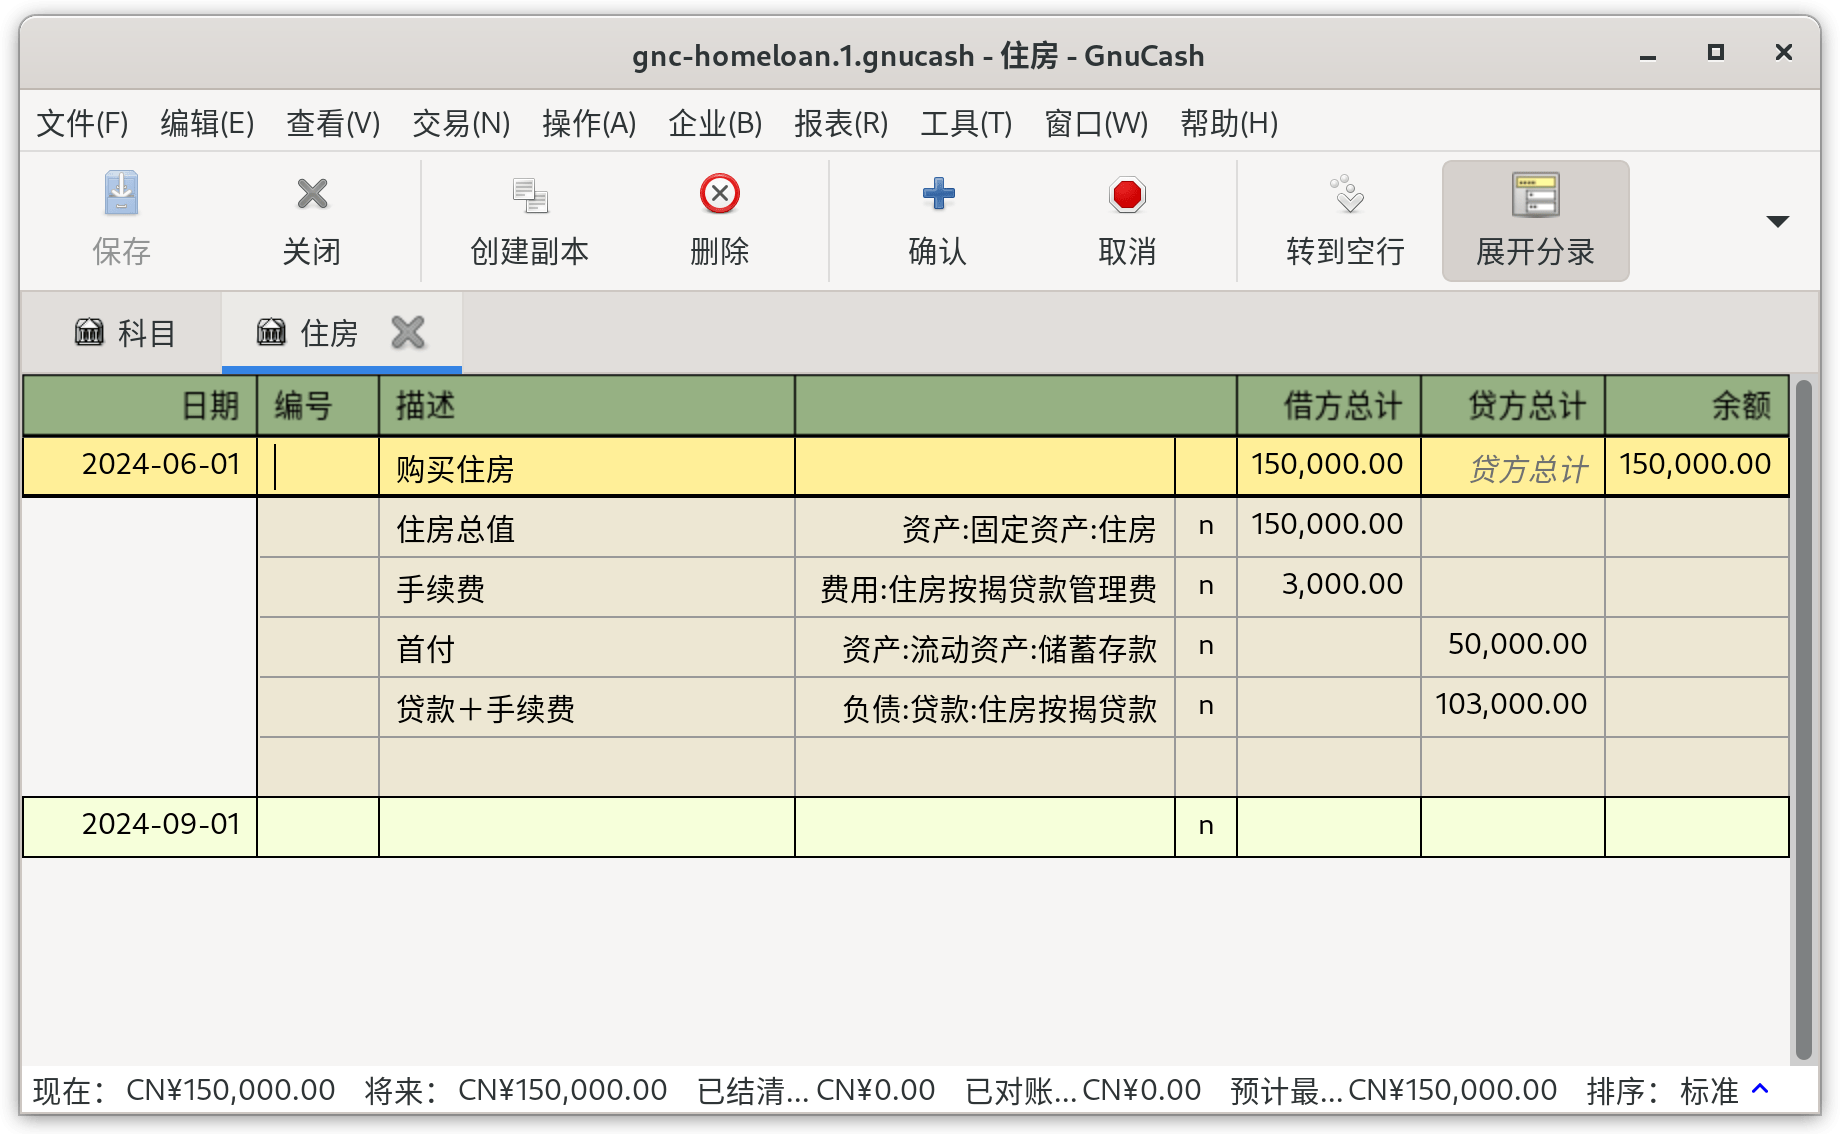 gnc-homeloan.1.gnucash - 住房 - GnuCash
文件(F) 编辑(E) 查看(V) 交易(N) 操作(A) 企业(B) 报表(R) 工具(T) 窗口(W) 帮助(H)
保存 关闭 创建副本 删除 确认 取消 转到空行 展开分录
科目 住房
日期 编号 描述 借方总计 贷方总计 余额
2024-06-01 购买住房 150,000.00 贷方总计 150,000.00
住房总值 资产:固定资产:住房 n 150,000.00
手续费 费用:住房按揭贷款管理费 n 3,000.00
首付 资产:流动资产:储蓄存款 n 50,000.00
贷款＋手续费 负债:贷款:住房按揭贷款 n 103,000.00
2024-09-01 n
现在： CN¥150,000.00 将来： CN¥150,000.00 已结清... CN¥0.00 已对账... CN¥0.00 预计最... CN¥150,000.00 排序： 标准